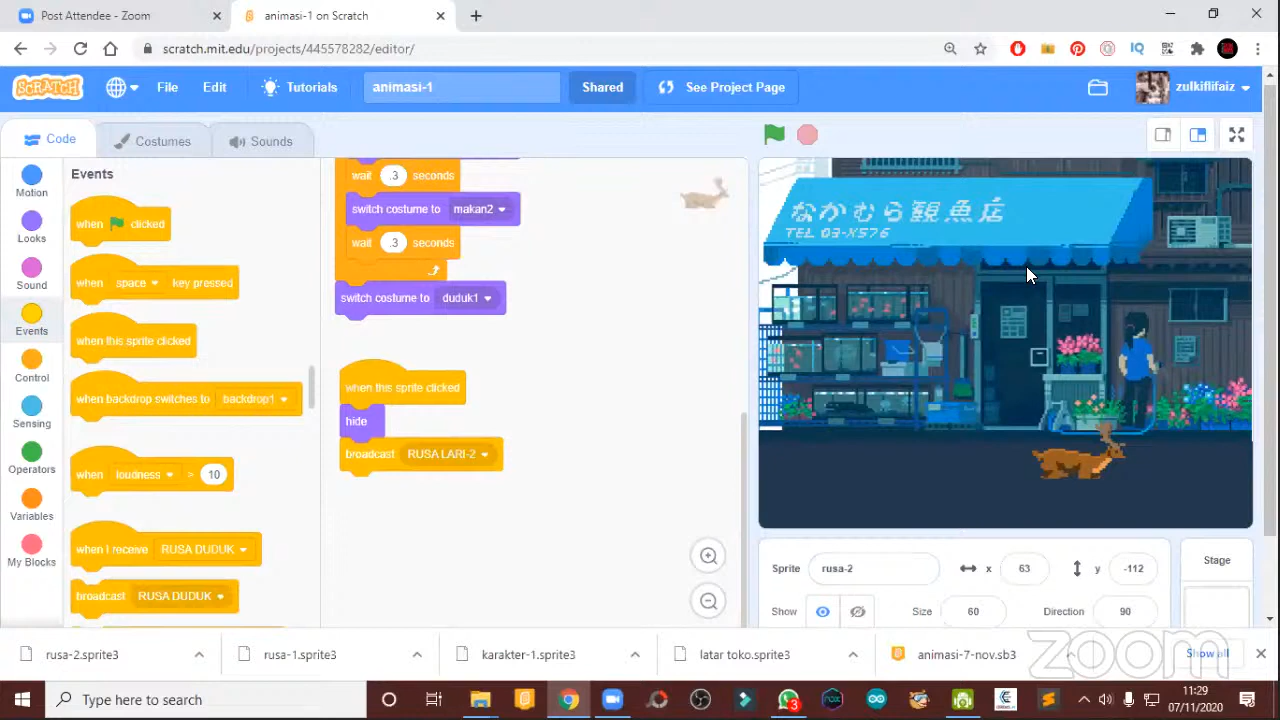 Post Attendee - Zoom
animasi-1 on Scratch
scratch.mit.edu/projects/445578282/editor/
SCRATCH
File
Edit
Tutorials
animasi-1
Shared
See Project Page
zulkiflifaiz
Code
Costumes
Sounds
Motion
Looks
Sound
Events
Control
Sensing
Operators
Variables
My Blocks
Events
when clicked
when space key pressed
when this sprite clicked
when backdrop switches to backdrop1
when loudness > 10
when I receive RUSA DUDUK
broadcast RUSA DUDUK
wait .3 seconds
switch costume to makan2
wait .3 seconds
switch costume to duduk1
when this sprite clicked
hide
broadcast RUSA LARI-2
なかむら観魚店
TEL 03-X576
Sprite rusa-2 x 63 y -112
Show Size 60 Direction 90
Stage
zoom
rusa-2.sprite3
rusa-1.sprite3
karakter-1.sprite3
latar toko.sprite3
animasi-7-nov.sb3
Show all
Type here to search
3
11:29
07/11/2020